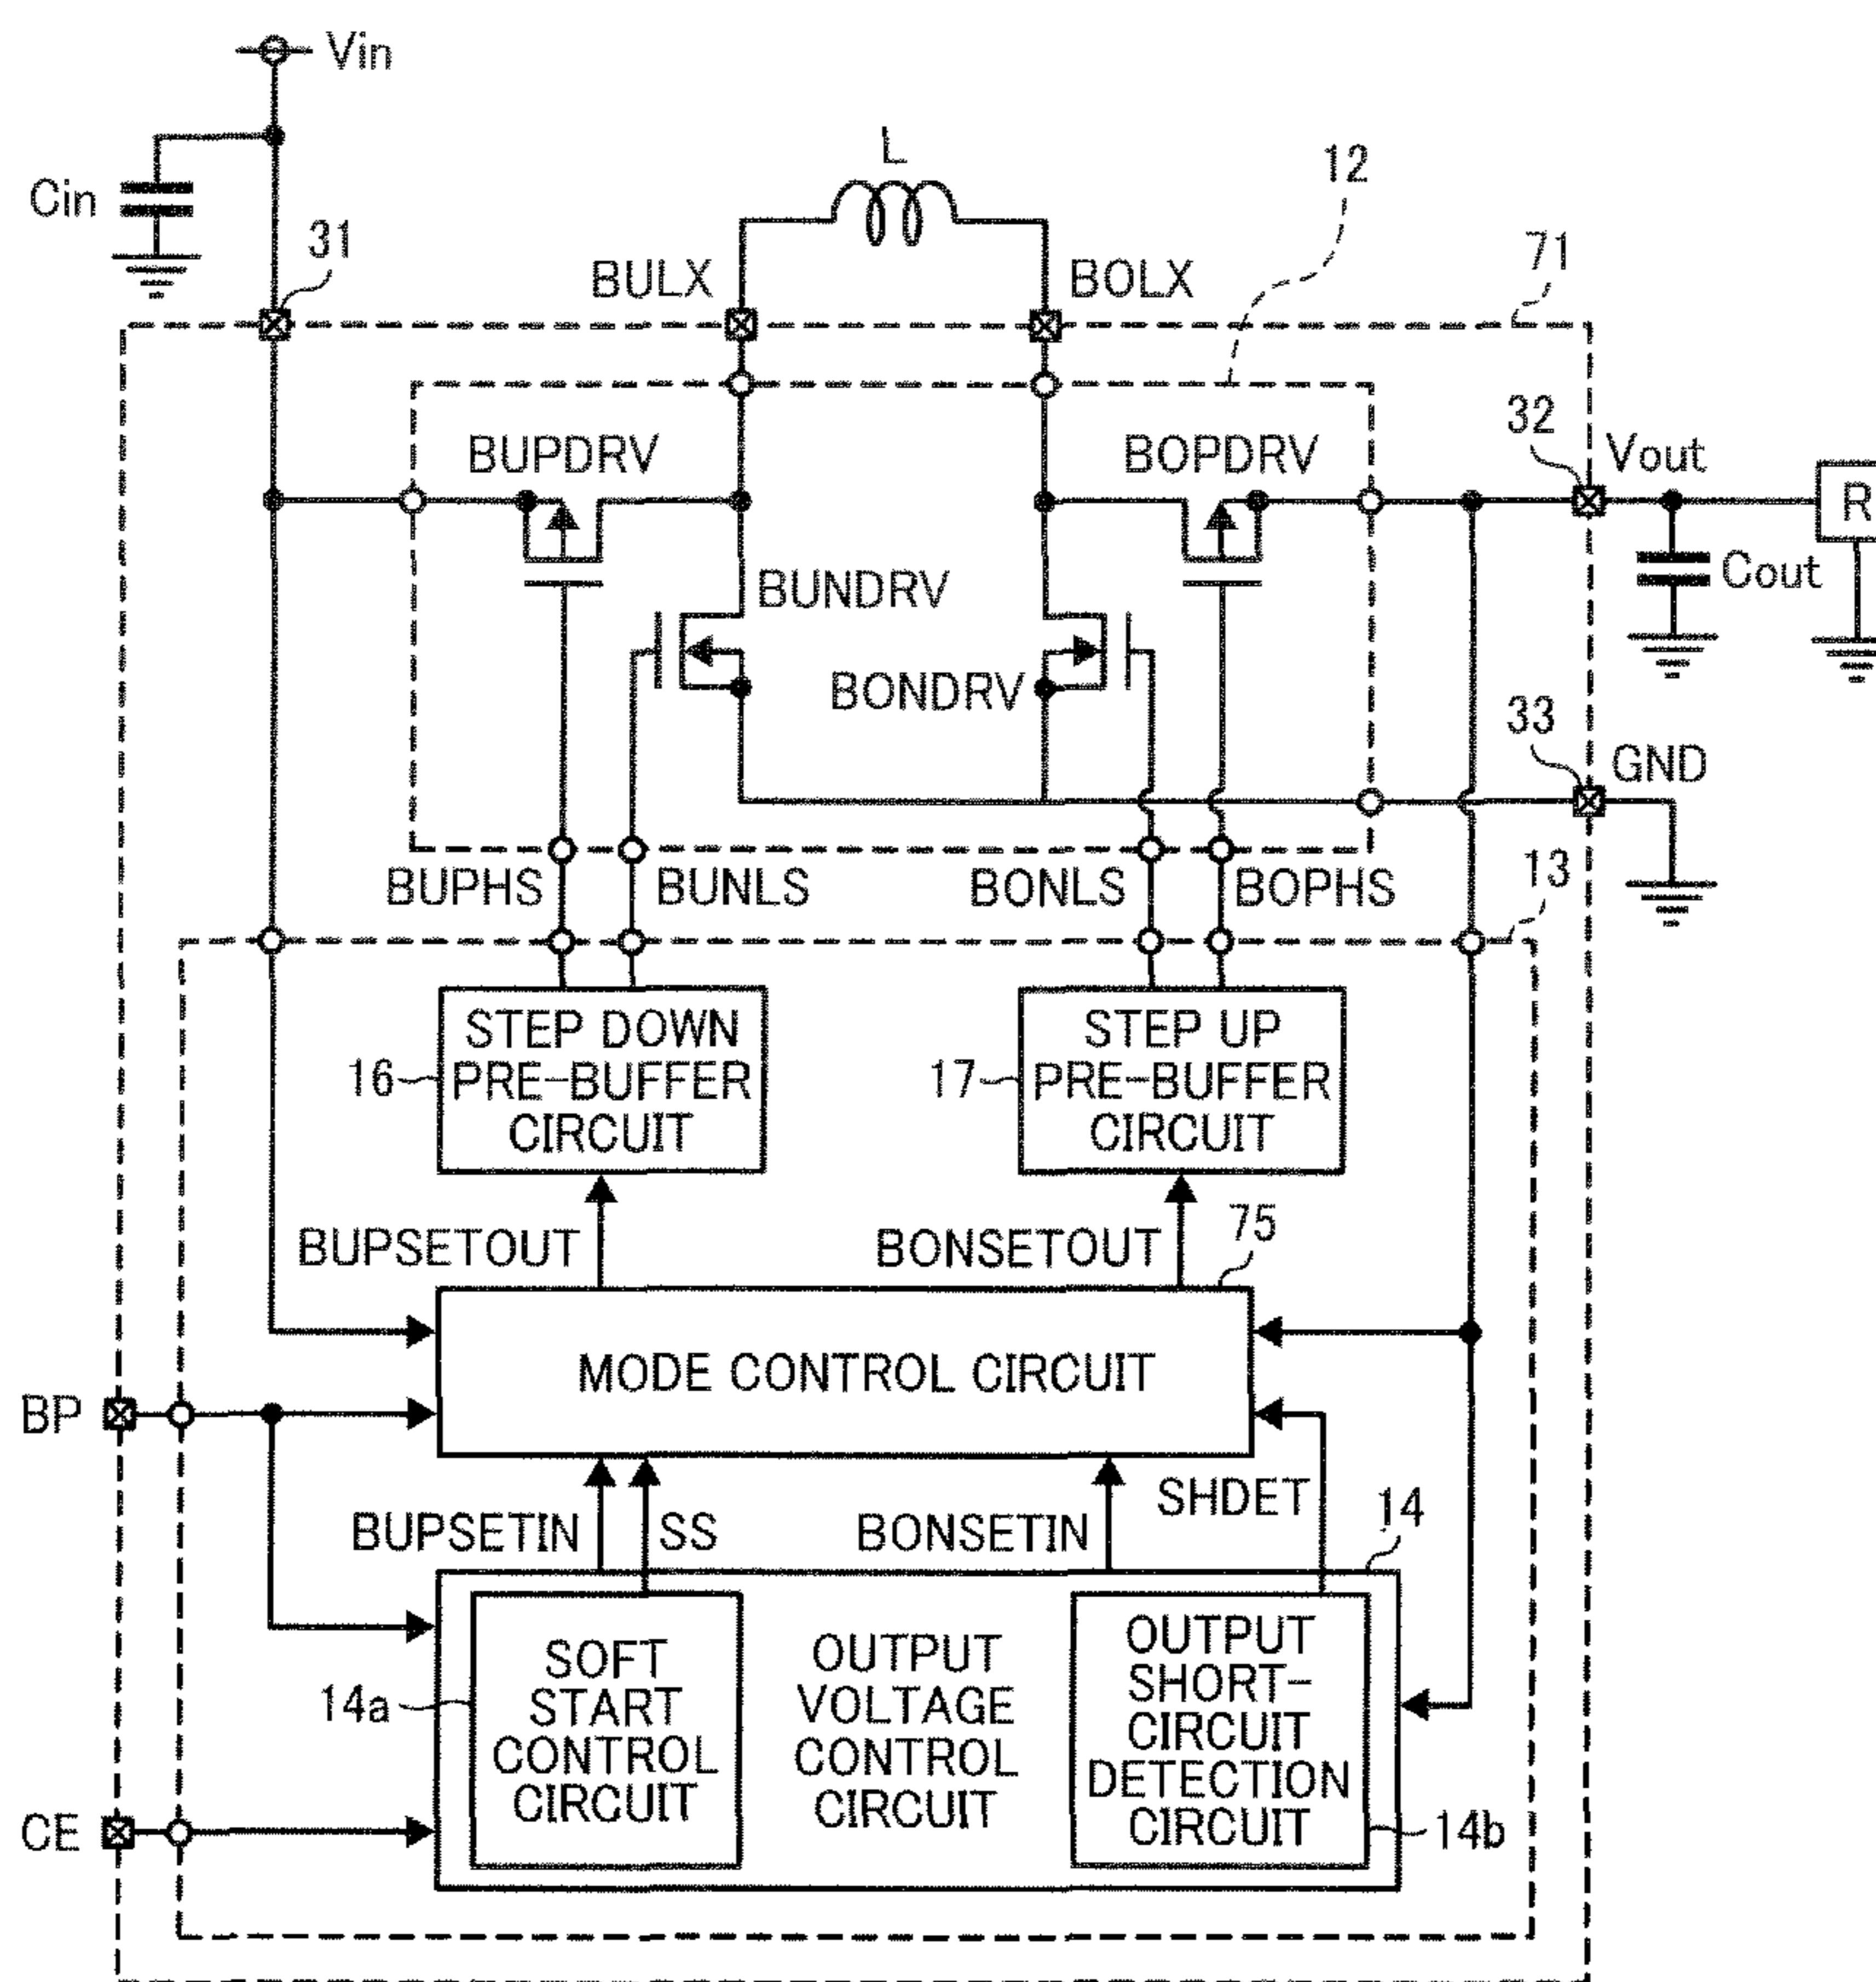 Vin
L
12
Cin
31
71
BULX
BOLX
32
Vout
BUPDRV
BOPDRV
R
Cout
BUNDRV
BONDRV
33
GND
13
BUPHS
BUNLS
BONLS
BOPHS
STEP DOWN
PRE-BUFFER
CIRCUIT
16
STEP UP
PRE-BUFFER
CIRCUIT
17
75
BUPSETOUT
BONSETOUT
MODE CONTROL CIRCUIT
BP
SHDET
14
BUPSETIN
SS
BONSETIN
SOFT
START
CONTROL
CIRCUIT
14a
OUTPUT
VOLTAGE
CONTROL
CIRCUIT
OUTPUT
SHORT-
CIRCUIT
DETECTION
CIRCUIT
14b
CE